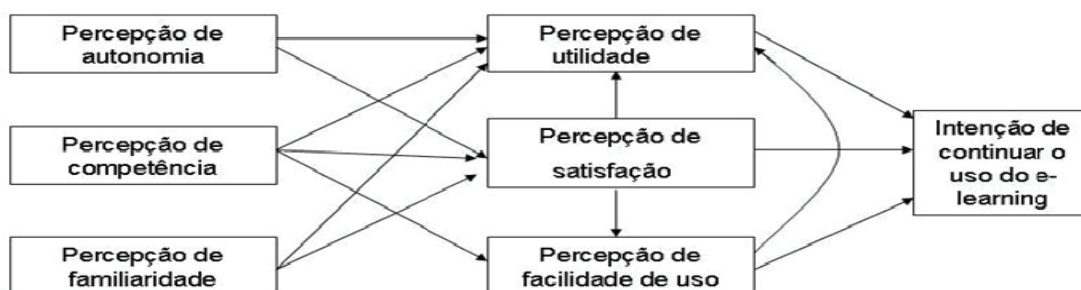 Percepção de
autonomia
Percepção de
utilidade
Percepção de
competência
Percepção de
satisfação
Intenção de
continuar o
uso do e-
learning
Percepção de
familiaridade
Percepção de
facilidade de uso